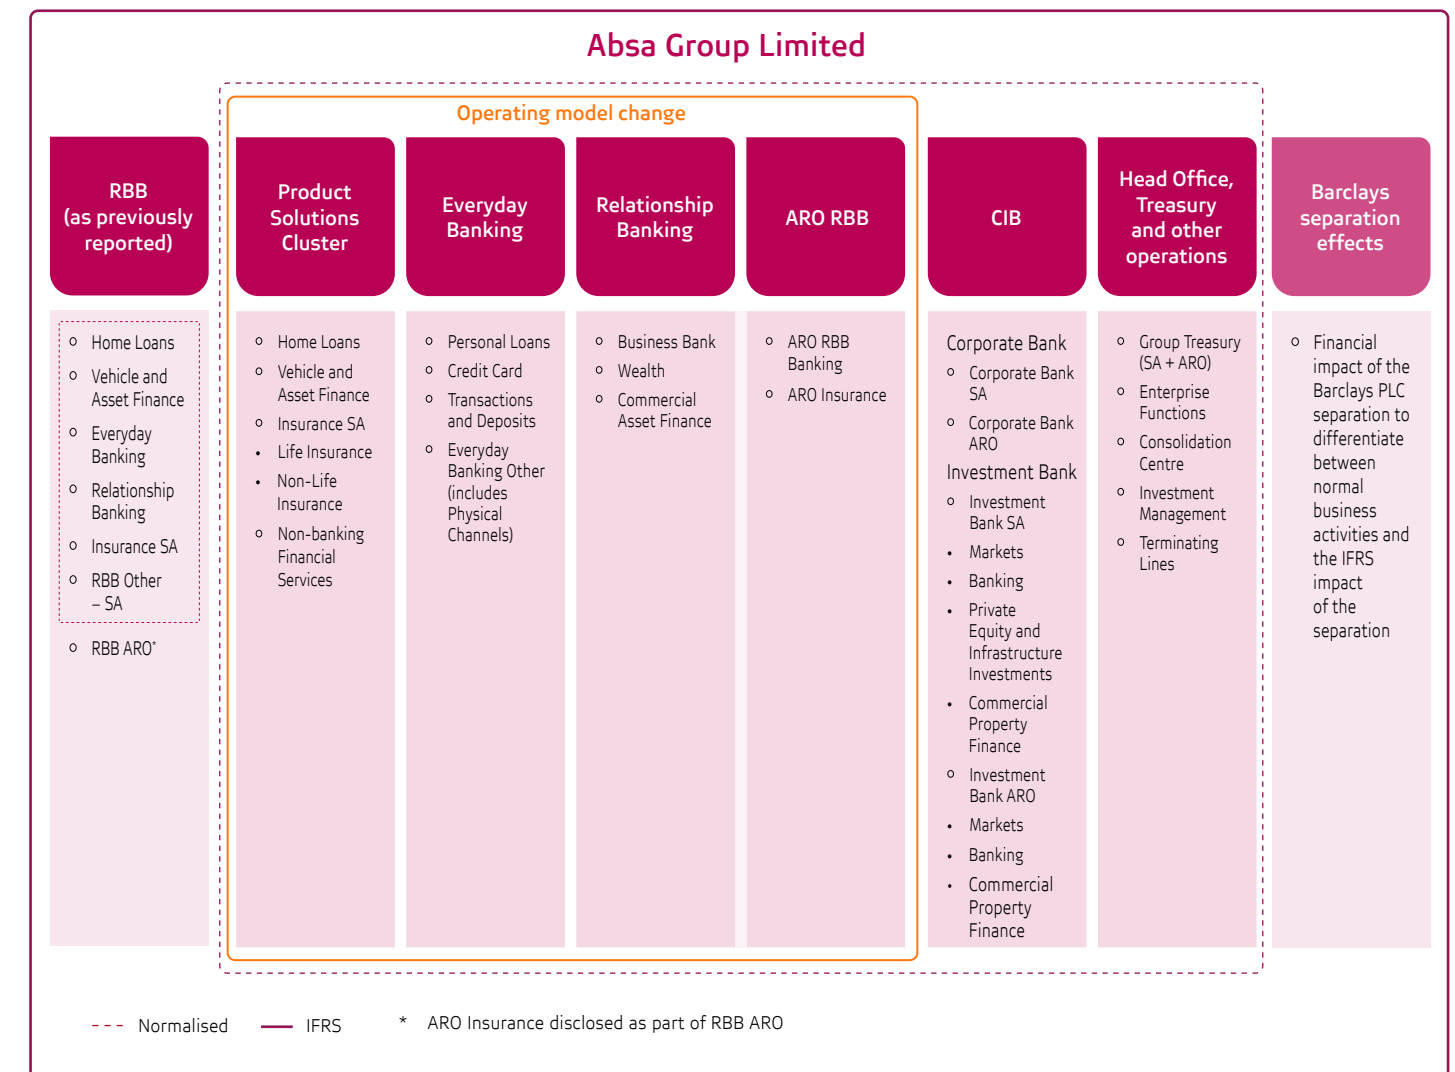 Absa Group Limited
Operating model change
RBB
(as previously
reported)
Home Loans
Vehicle and
Asset Finance
Everyday
Banking
Relationship
Banking
Insurance SA
RBB Other
– SA
RBB ARO*
Product
Solutions
Cluster
Home Loans
Vehicle and
Asset Finance
Insurance SA
Life Insurance
Non-Life
Insurance
Non-banking
Financial
Services
Everyday
Banking
Personal Loans
Credit Card
Transactions
and Deposits
Everyday
Banking Other
(includes
Physical
Channels)
Relationship
Banking
Business Bank
Wealth
Commercial
Asset Finance
ARO RBB
ARO RBB
Banking
ARO Insurance
CIB
Corporate Bank
Corporate Bank
SA
Corporate Bank
ARO
Investment Bank
Investment
Bank SA
Markets
Banking
Private
Equity and
Infrastructure
Investments
Commercial
Property
Finance
Investment
Bank ARO
Markets
Banking
Commercial
Property
Finance
Head Office,
Treasury
and other
operations
Group Treasury
(SA + ARO)
Enterprise
Functions
Consolidation
Centre
Investment
Management
Terminating
Lines
Barclays
separation
effects
Financial
impact of the
Barclays PLC
separation to
differentiate
between
normal
business
activities and
the IFRS
impact
of the
separation
Normalised
IFRS
* ARO Insurance disclosed as part of RBB ARO